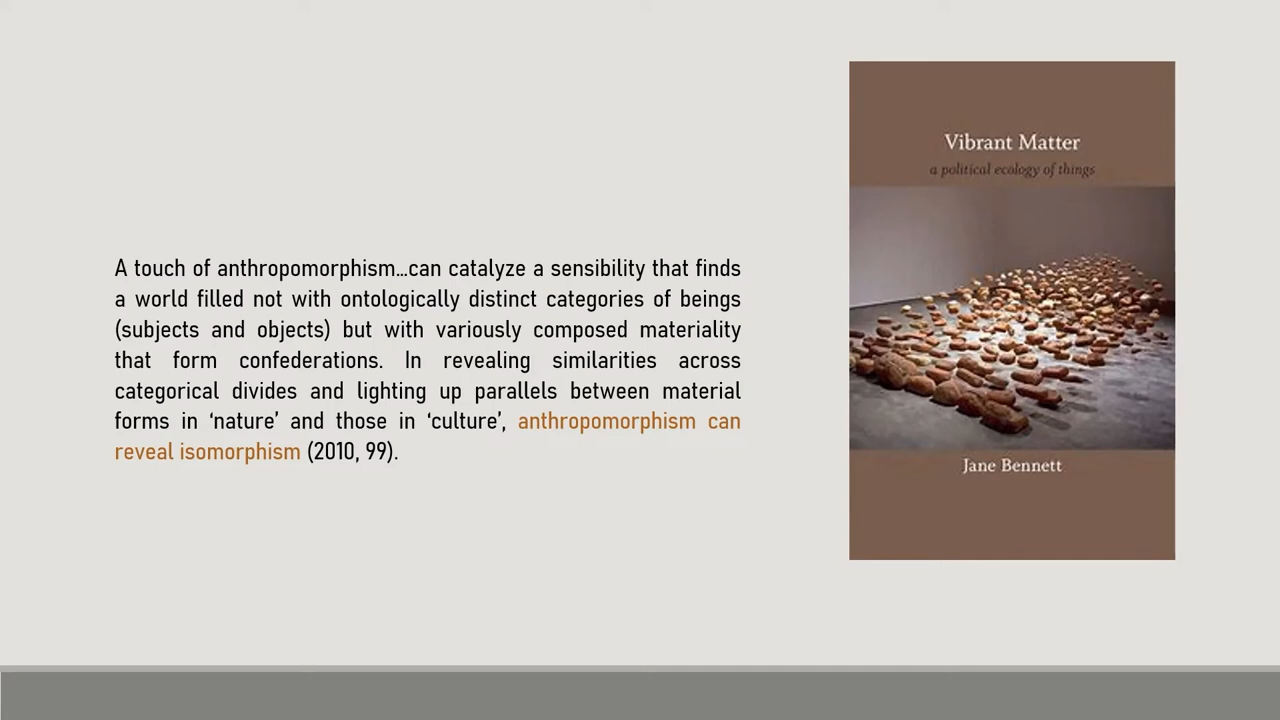 A touch of anthropomorphism…can catalyze a sensibility that finds
a world filled not with ontologically distinct categories of beings
(subjects and objects) but with variously composed materiality
that form confederations. In revealing similarities across
categorical divides and lighting up parallels between material
forms in ‘nature’ and those in ‘culture’, anthropomorphism can
reveal isomorphism (2010, 99).
Vibrant Matter
a political ecology of things
Jane Bennett